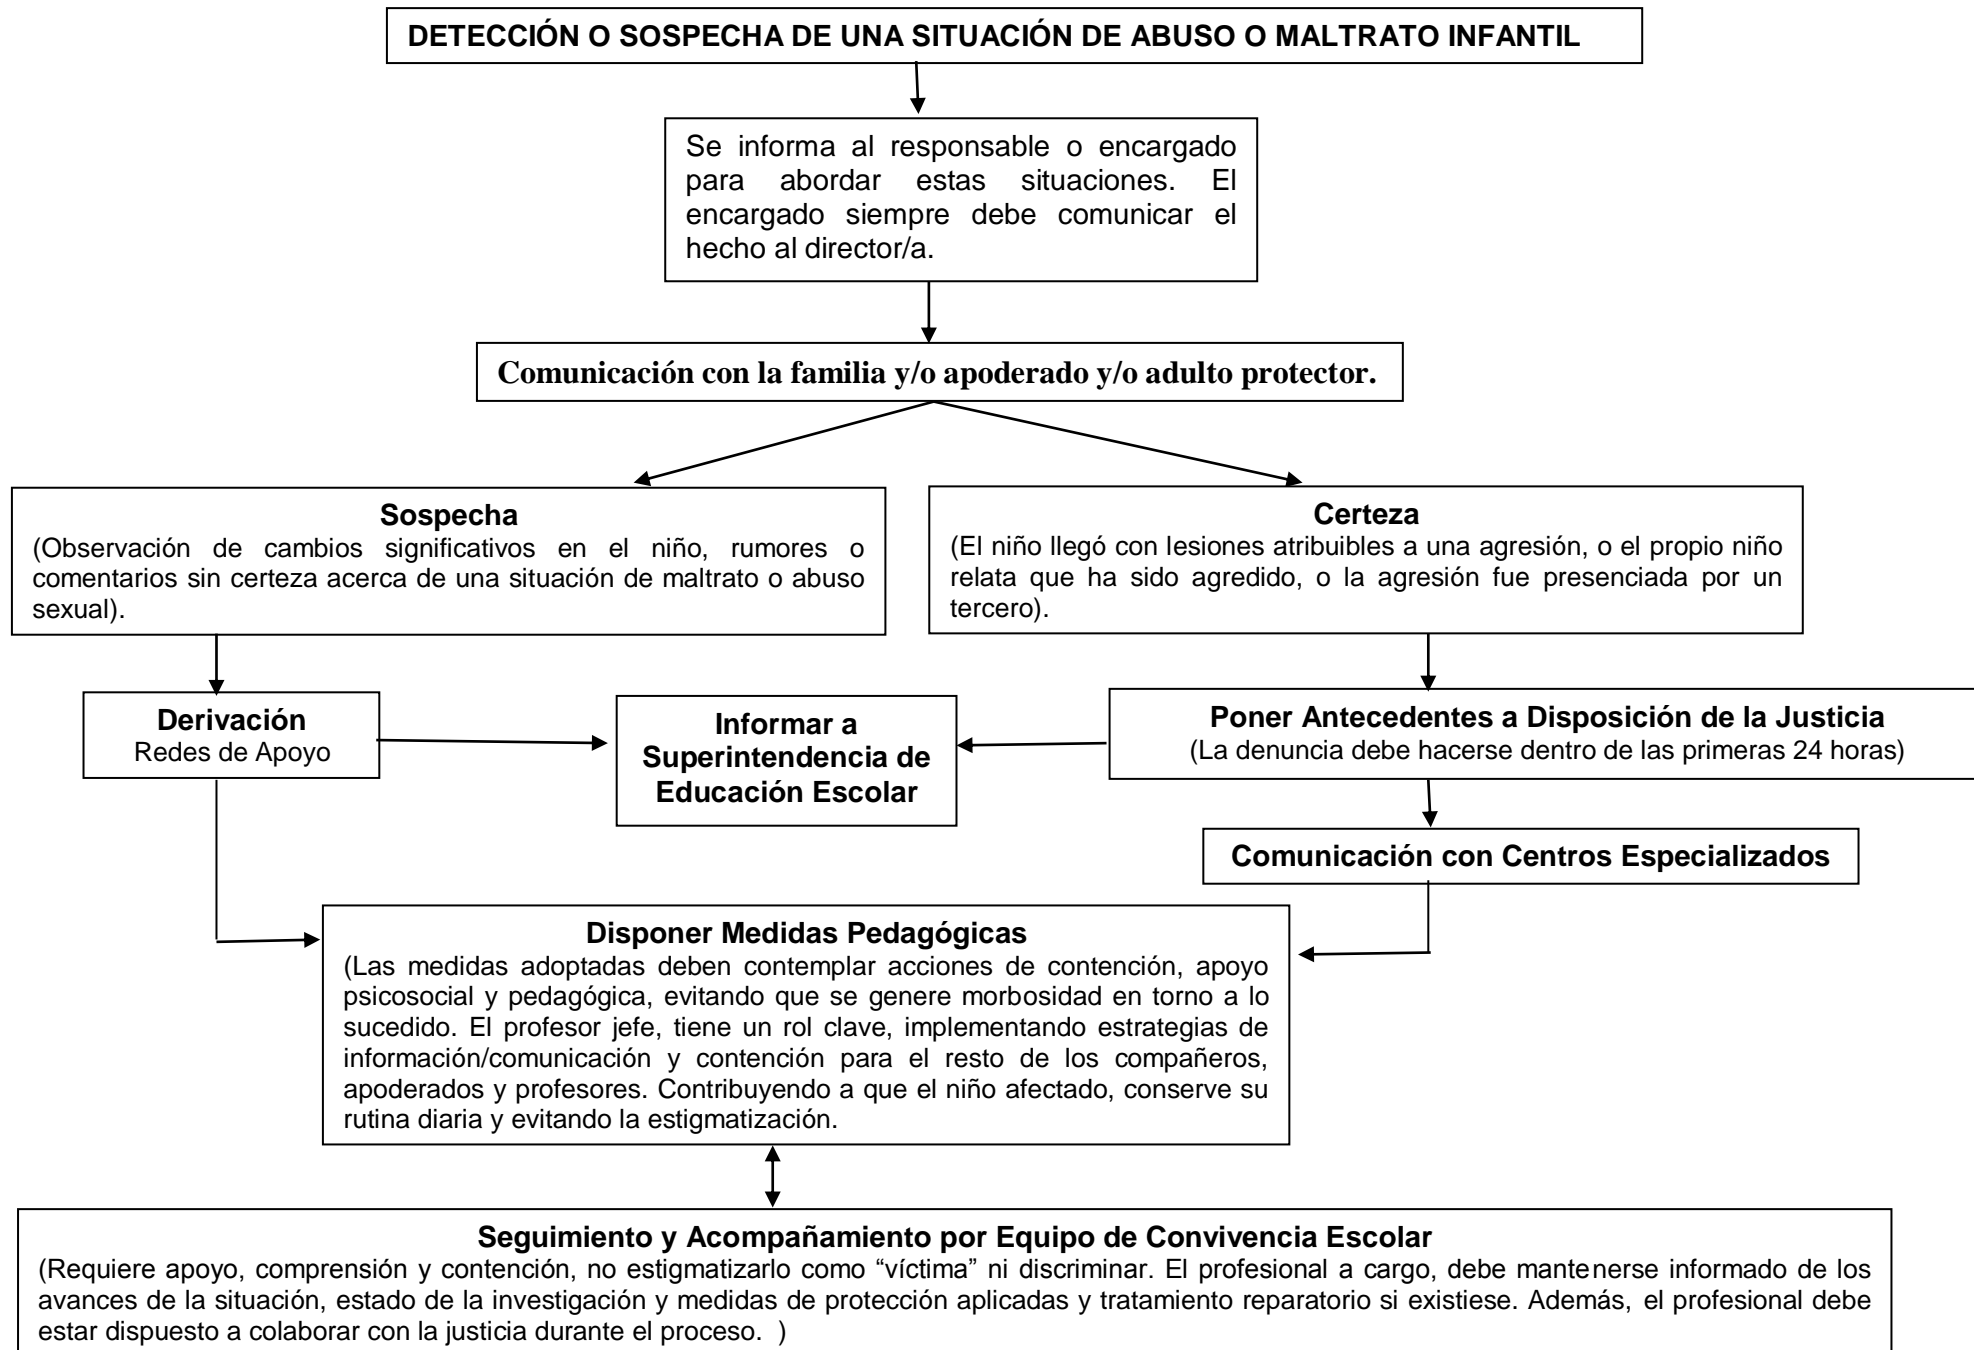 DETECCIÓN O SOSPECHA DE UNA SITUACIÓN DE ABUSO O MALTRATO INFANTIL
Se informa al responsable o encargado
para abordar estas situaciones. El
encargado siempre debe comunicar el
hecho al director/a.
Comunicación con la familia y/o apoderado y/o adulto protector.
Sospecha
(Observación de cambios significativos en el niño, rumores o
comentarios sin certeza acerca de una situación de maltrato o abuso
sexual).
Certeza
(El niño llegó con lesiones atribuibles a una agresión, o el propio niño
relata que ha sido agredido, o la agresión fue presenciada por un
tercero).
Derivación
Redes de Apoyo
Informar a
Superintendencia de
Educación Escolar
Poner Antecedentes a Disposición de la Justicia
(La denuncia debe hacerse dentro de las primeras 24 horas)
Comunicación con Centros Especializados
Disponer Medidas Pedagógicas
(Las medidas adoptadas deben contemplar acciones de contención, apoyo
psicosocial y pedagógica, evitando que se genere morbosidad en torno a lo
sucedido. El profesor jefe, tiene un rol clave, implementando estrategias de
información/comunicación y contención para el resto de los compañeros,
apoderados y profesores. Contribuyendo a que el niño afectado, conserve su
rutina diaria y evitando la estigmatización.
Seguimiento y Acompañamiento por Equipo de Convivencia Escolar
(Requiere apoyo, comprensión y contención, no estigmatizarlo como “víctima” ni discriminar. El profesional a cargo, debe mantenerse informado de los
avances de la situación, estado de la investigación y medidas de protección aplicadas y tratamiento reparatorio si existiese. Además, el profesional debe
estar dispuesto a colaborar con la justicia durante el proceso. )